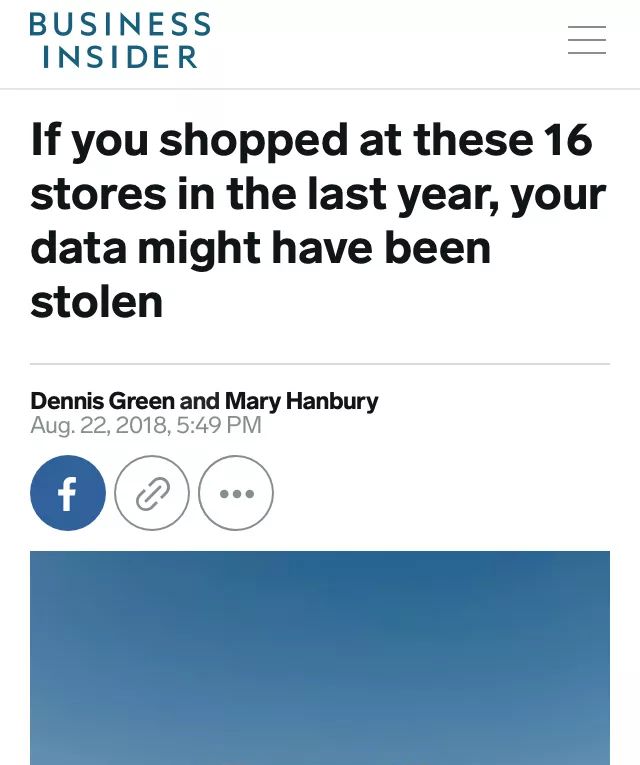 BUSINESS
INSIDER
If you shopped at these 16
stores in the last year, your
data might have been
stolen
Dennis Green and Mary Hanbury
Aug. 22, 2018, 5:49 PM
f